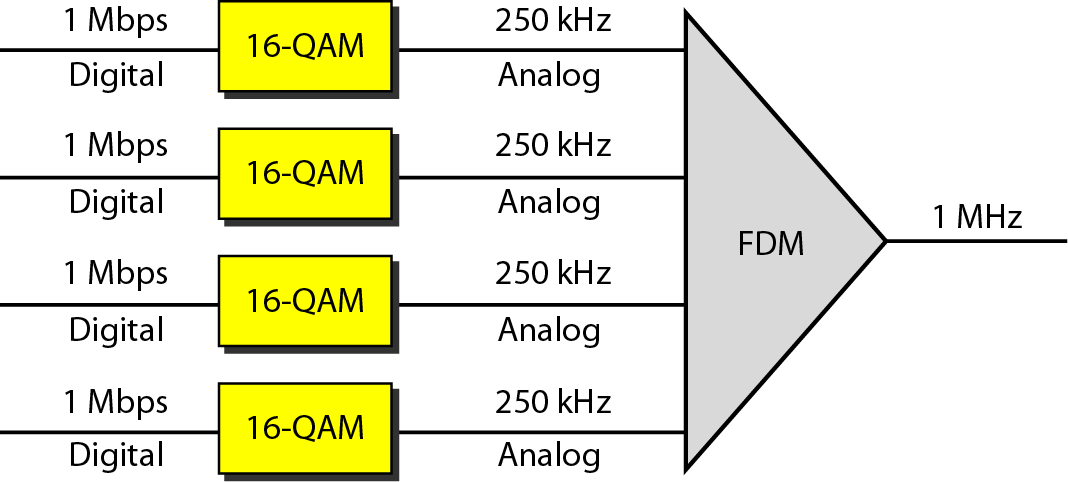 1 Mbps
Digital
16-QAM
250 kHz
Analog
1 Mbps
Digital
16-QAM
250 kHz
Analog
1 Mbps
Digital
16-QAM
250 kHz
Analog
1 Mbps
Digital
16-QAM
250 kHz
Analog
FDM
1 MHz